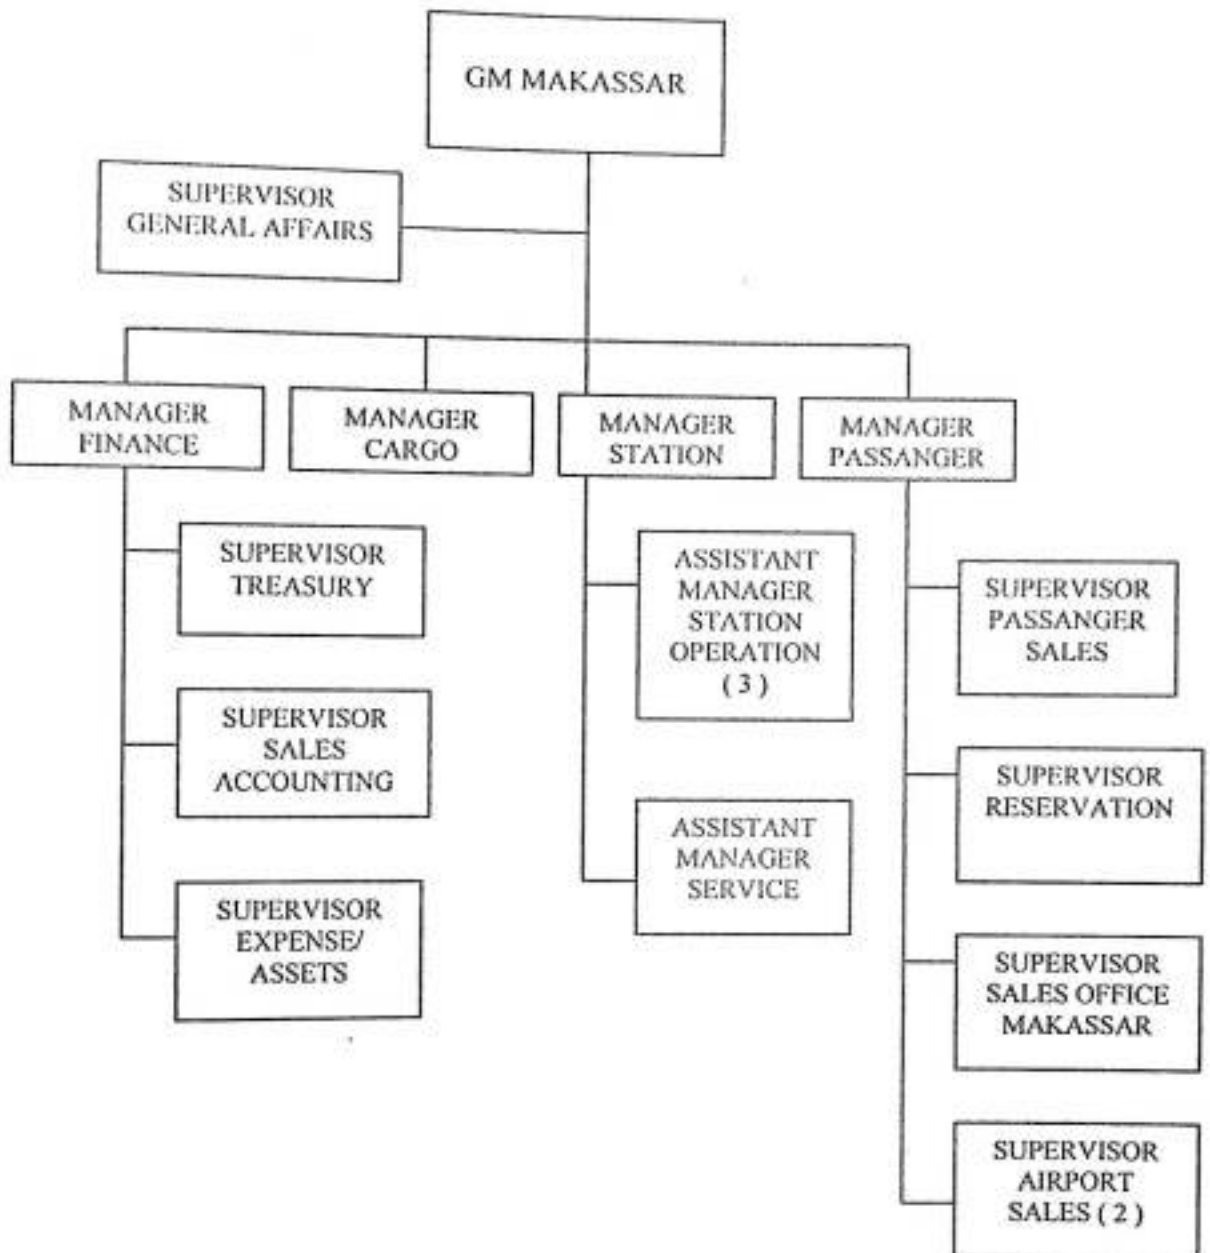 GM MAKASSAR
SUPERVISOR
GENERAL AFFAIRS
MANAGER
FINANCE
MANAGER
CARGO
MANAGER
STATION
MANAGER
PASSANGER
SUPERVISOR
TREASURY
SUPERVISOR
SALES
ACCOUNTING
SUPERVISOR
EXPENSE/
ASSETS
ASSISTANT
MANAGER
STATION
OPERATION
( 3 )
ASSISTANT
MANAGER
SERVICE
SUPERVISOR
PASSANGER
SALES
SUPERVISOR
RESERVATION
SUPERVISOR
SALES OFFICE
MAKASSAR
SUPERVISOR
AIRPORT
SALES ( 2 )